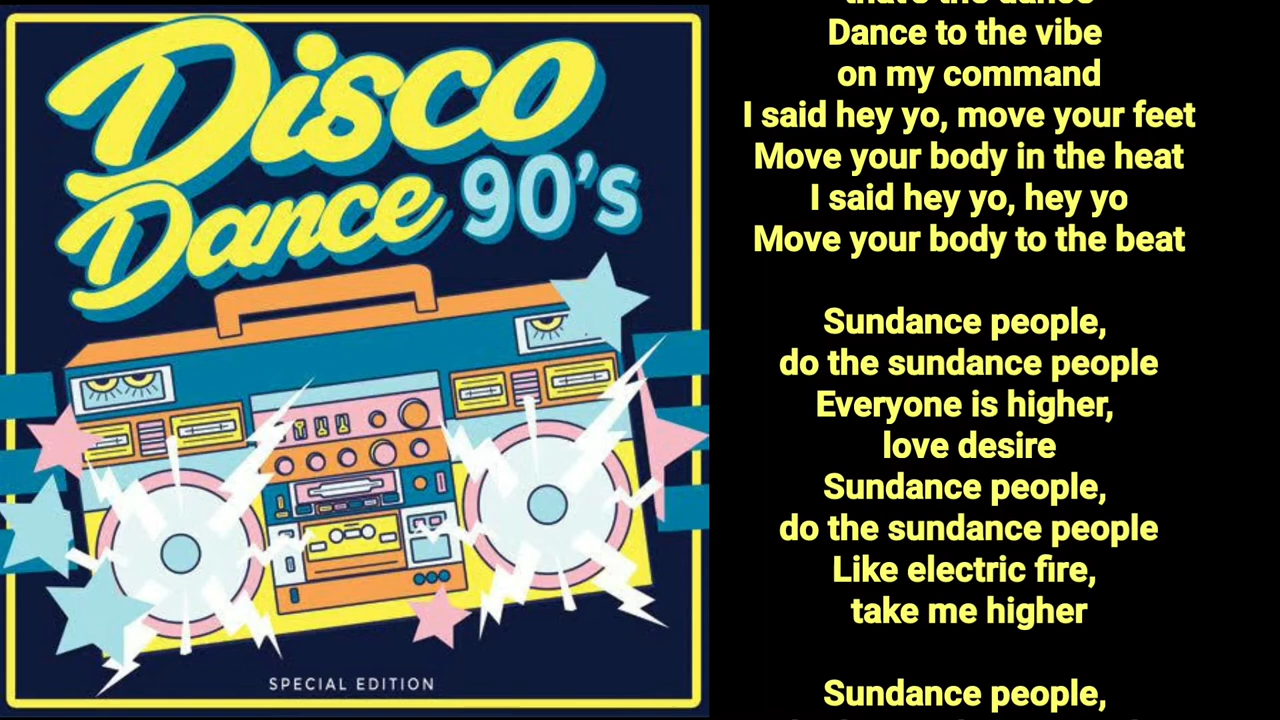 Disco
Dance 90's
SPECIAL EDITION
that's the dance
Dance to the vibe
on my command
I said hey yo, move your feet
Move your body in the heat
I said hey yo, hey yo
Move your body to the beat
Sundance people,
do the sundance people
Everyone is higher,
love desire
Sundance people,
do the sundance people
Like electric fire,
take me higher
Sundance people,